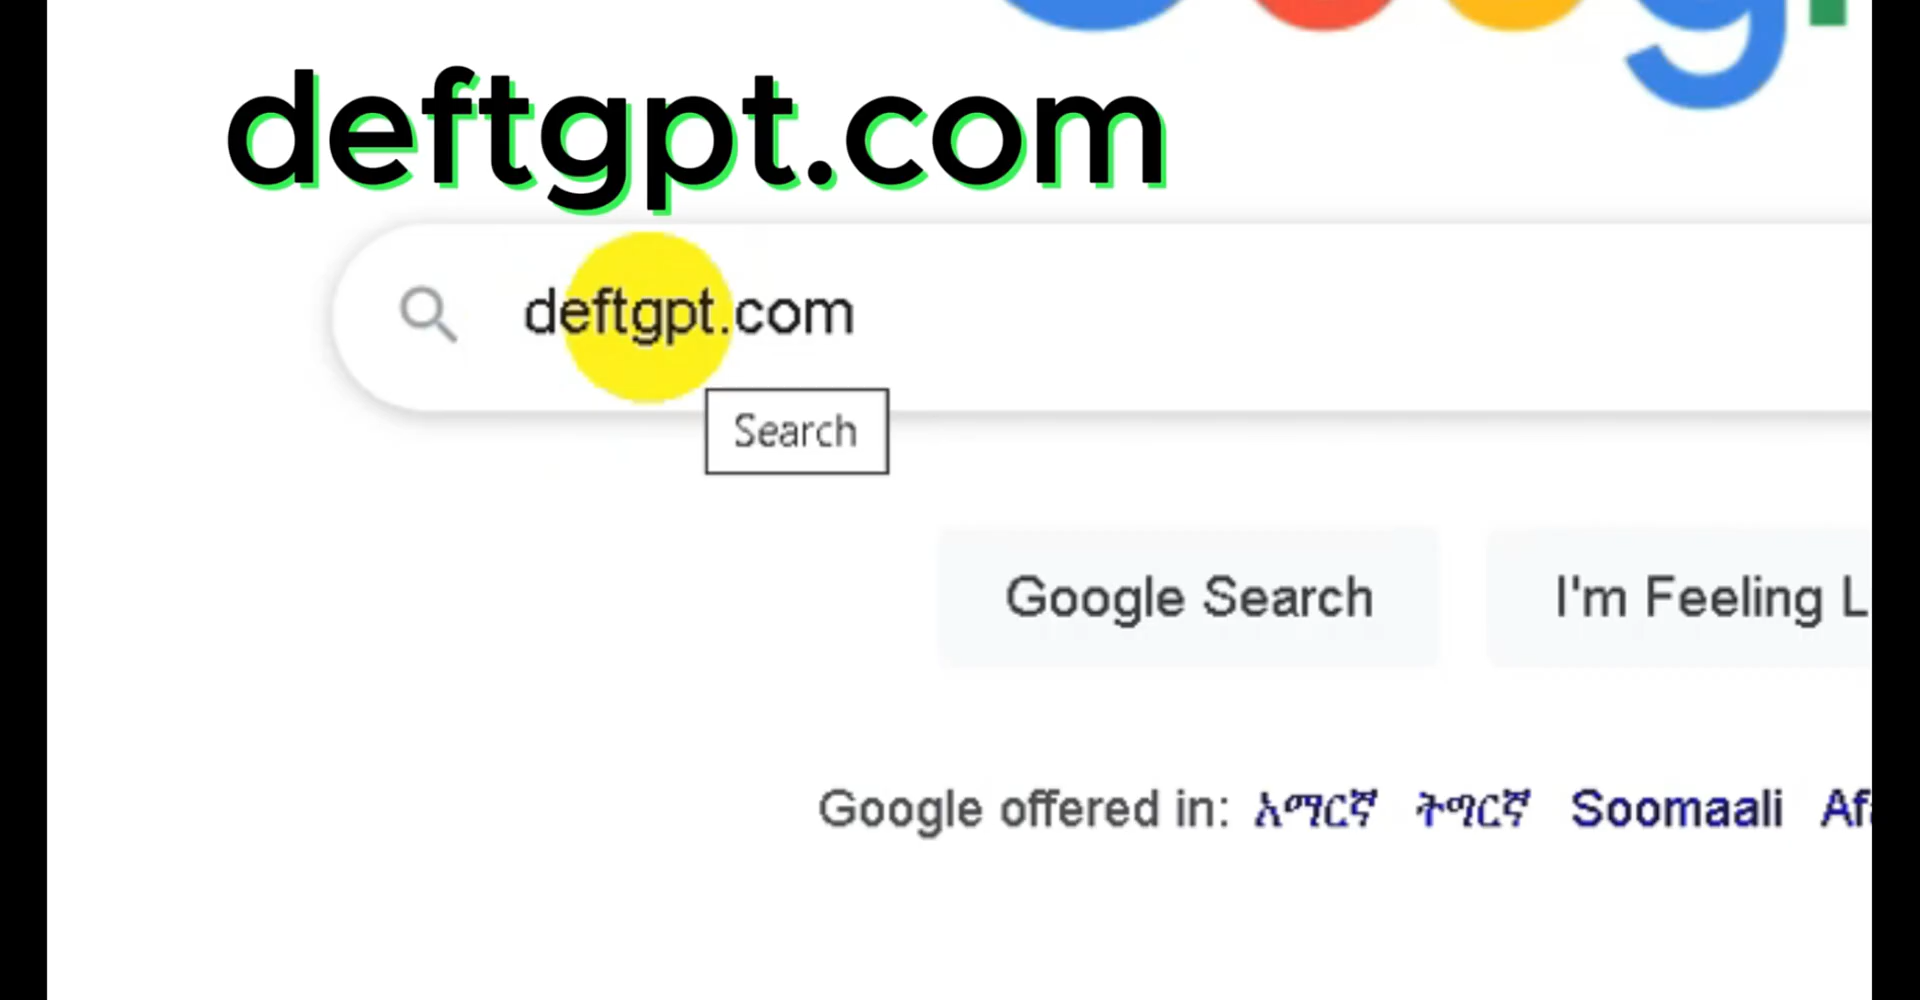 deftgpt.com
deftgpt.com
Search
Google Search I'm Feeling L
Google offered in: አማርኛ ትግርኛ Soomaali Af